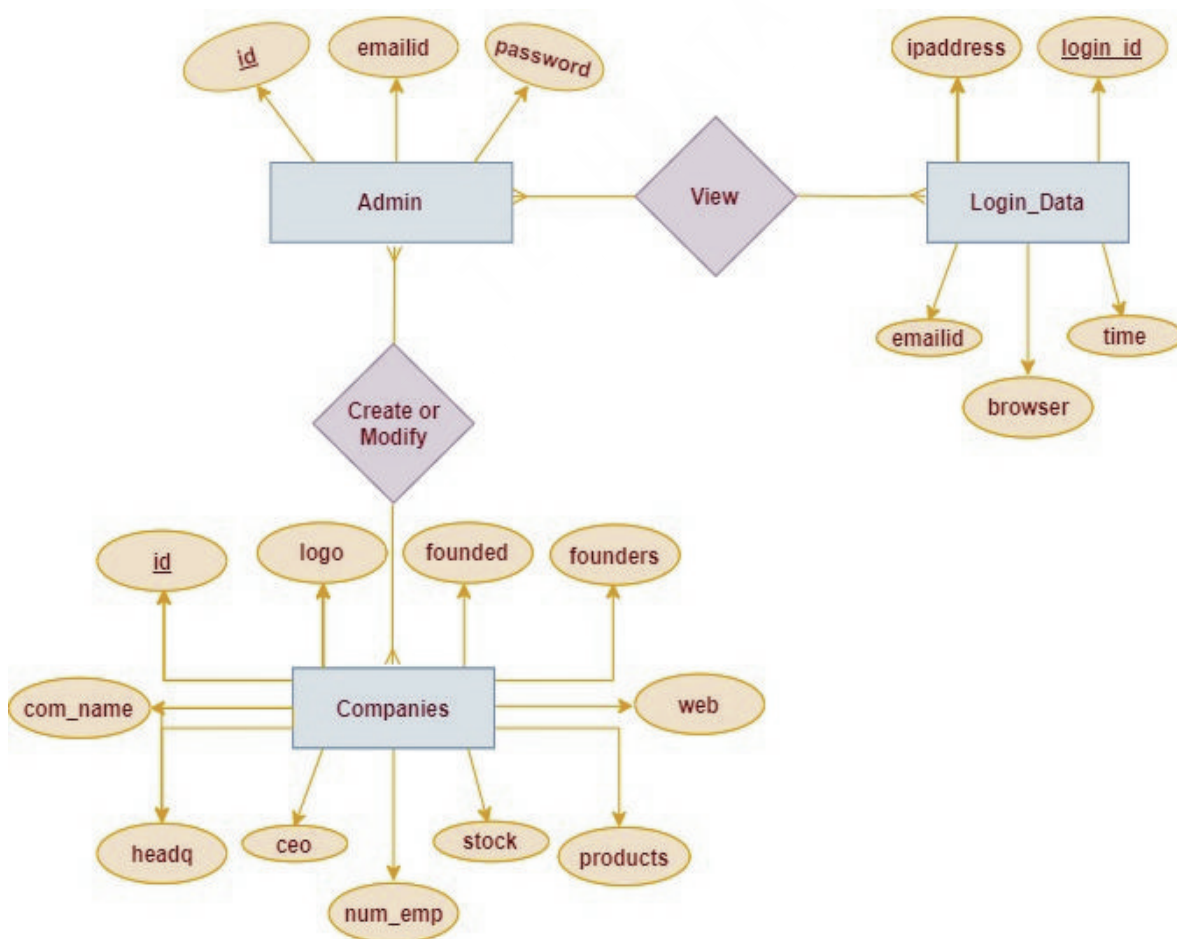 id
emailid
password
ipaddress
login_id
Admin
View
Login_Data
emailid
time
browser
Create or
Modify
id
logo
founded
founders
com_name
Companies
web
headq
ceo
stock
products
num_emp